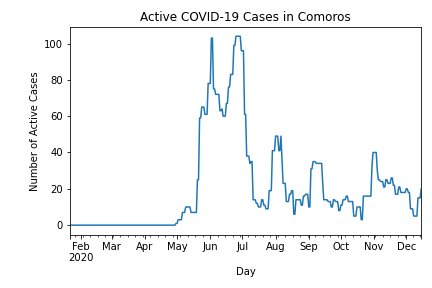 Active COVID-19 Cases in Comoros
Number of Active Cases
100
80
60
40
20
0
Feb Mar Apr May Jun Jul Aug Sep Oct Nov Dec
2020
Day